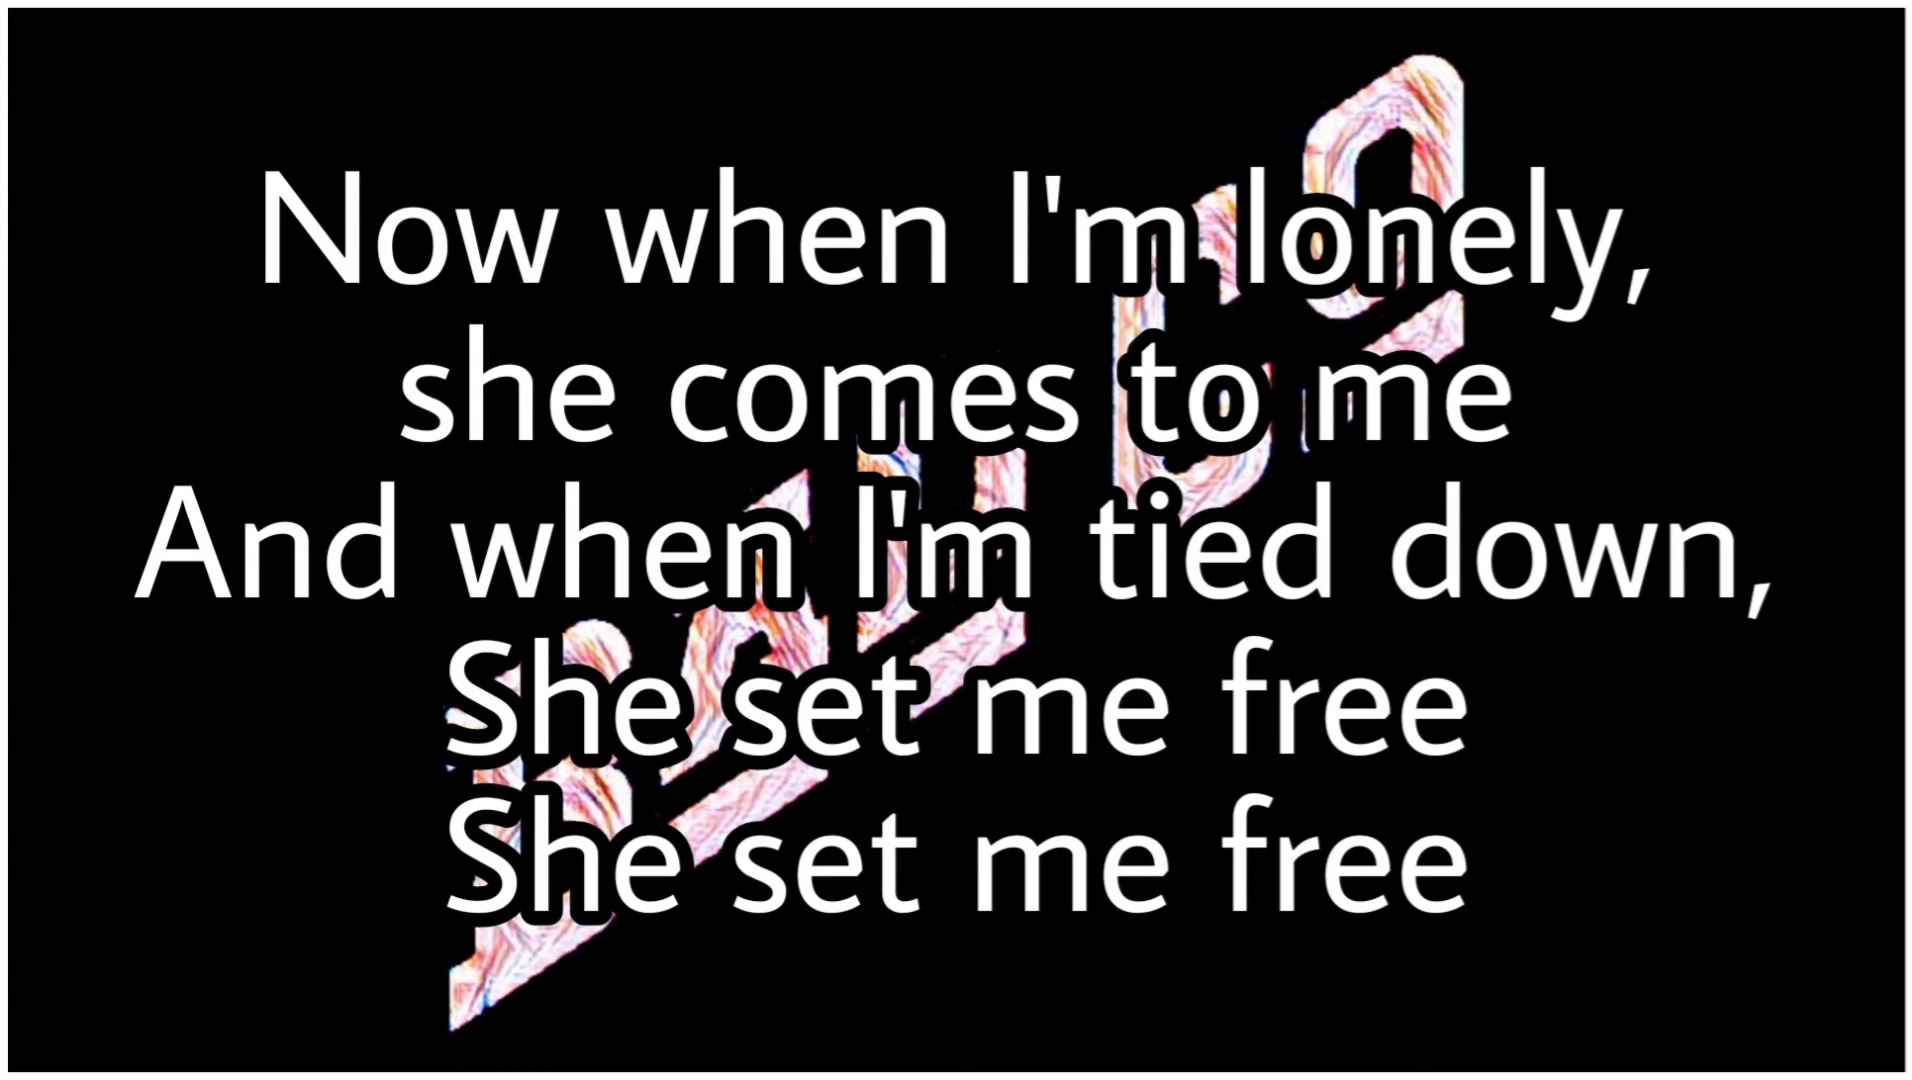 Now when I'm lonely,
she comes to me
And when I'm tied down,
She set me free
She set me free